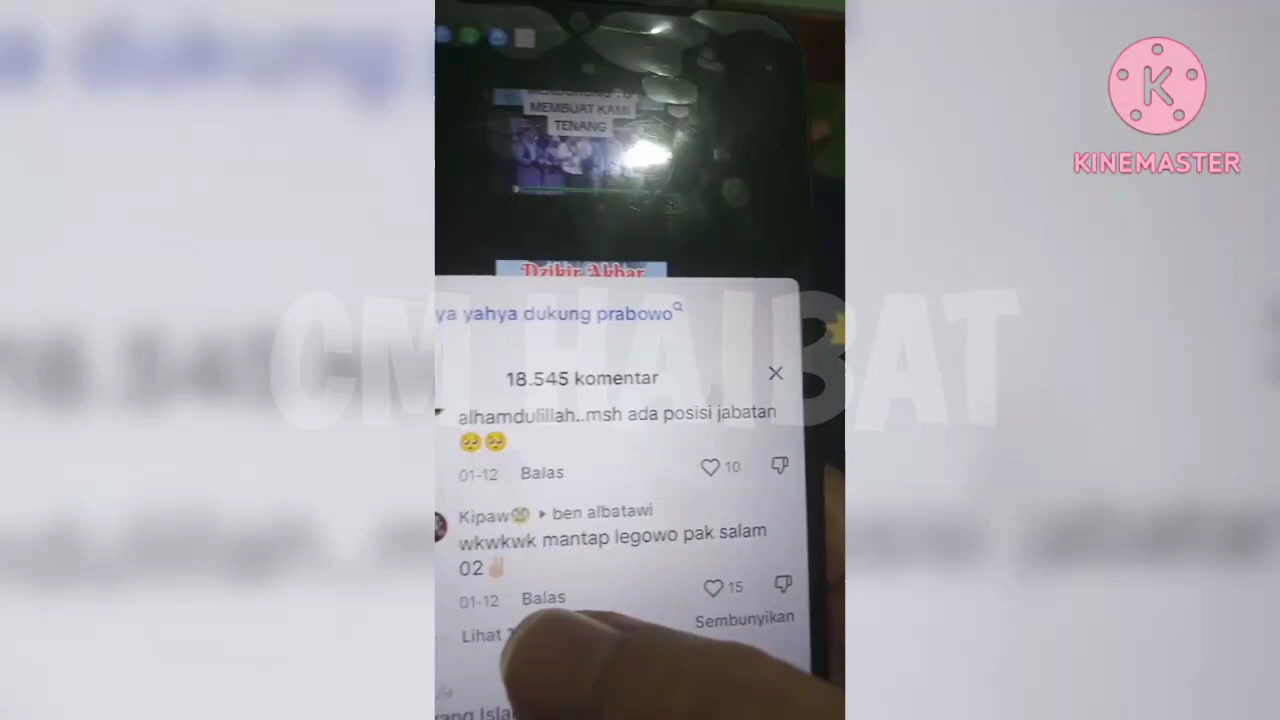 MEMBUAT KAMI
TENANG
K
KINEMASTER
Dzikir Akbar
ya yahya dukung prabowo
18.545 komentar
CM HAIBAT
alhamdulillah..msh ada posisi jabatan
🥺🥺
01-12 Balas 10
Kipaw ▸ ben albatawi
wkwkwk mantap legowo pak salam
02✌🏻
01-12 Balas 15
Lihat Sembunyikan